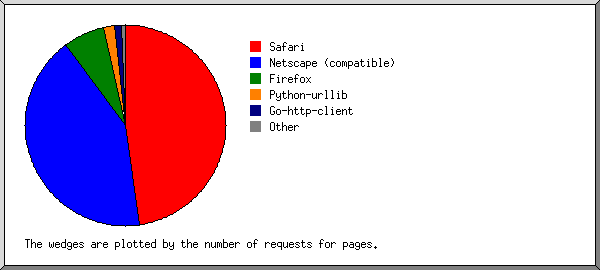 Safari
Netscape (compatible)
Firefox
Python-urllib
Go-http-client
Other
The wedges are plotted by the number of requests for pages.